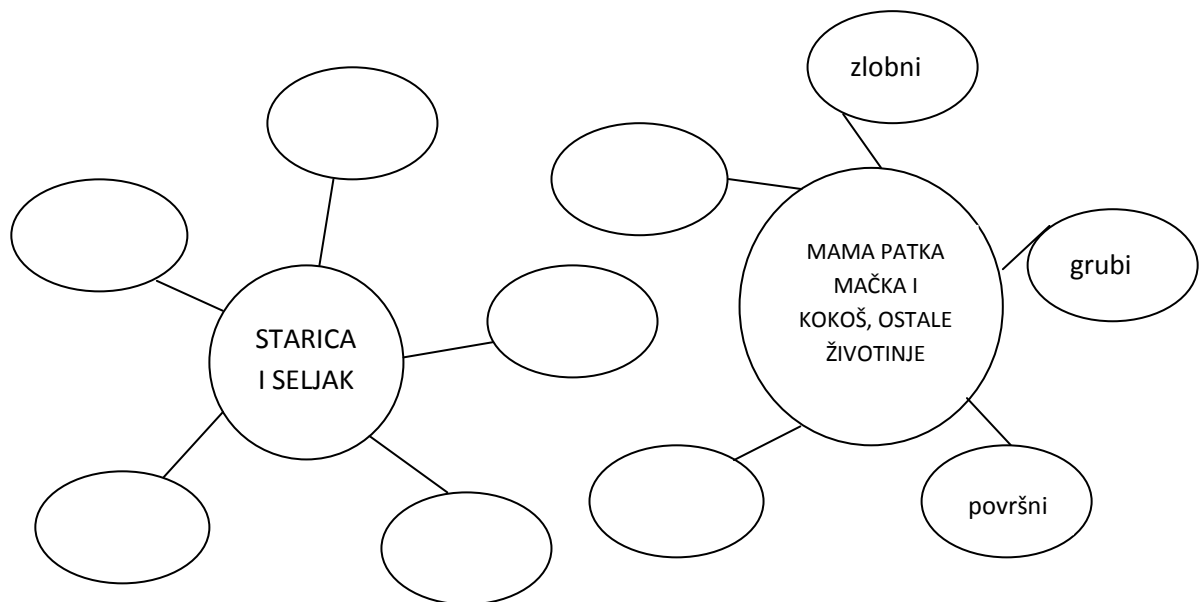 zlobni
MAMA PATKA
MAČKA I
KOKOŠ, OSTALE
ŽIVOTINJE
grubi
STARICA
I SELJAK
površni